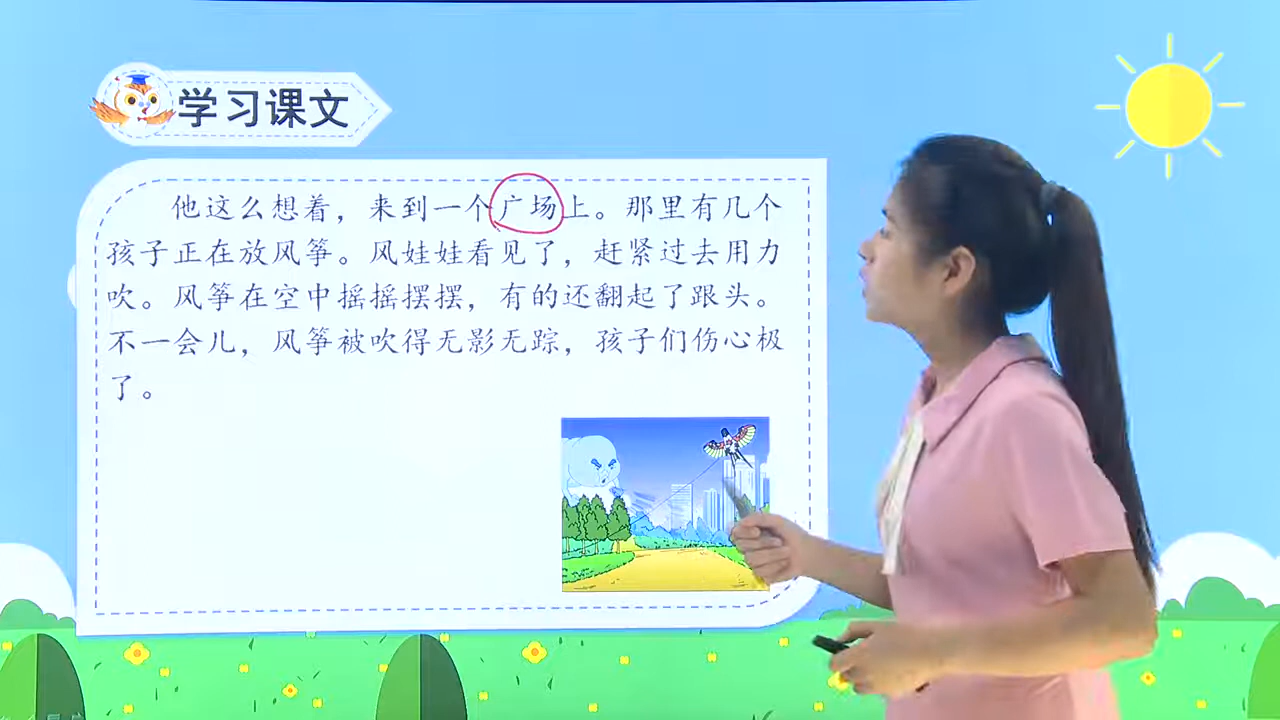 学习课文
他这么想着，来到一个广场上。那里有几个
孩子正在放风筝。风娃娃看见了，赶紧过去用力
吹。风筝在空中摇摇摆摆，有的还翻起了跟头。
不一会儿，风筝被吹得无影无踪，孩子们伤心极
了。